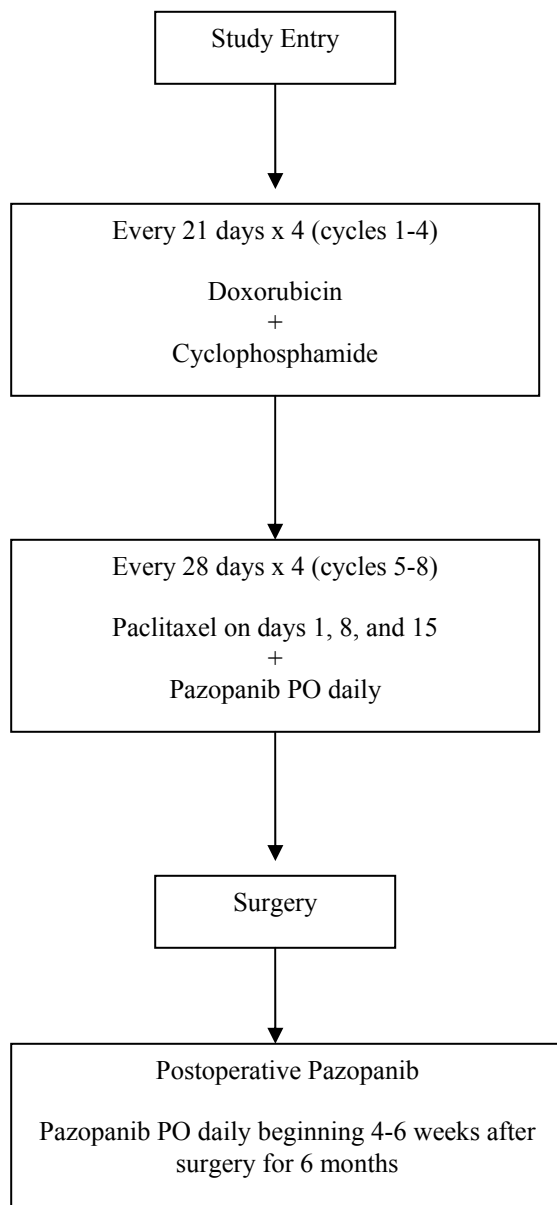 Study Entry
Every 21 days x 4 (cycles 1-4)
Doxorubicin
+
Cyclophosphamide
Every 28 days x 4 (cycles 5-8)
Paclitaxel on days 1, 8, and 15
+
Pazopanib PO daily
Surgery
Postoperative Pazopanib
Pazopanib PO daily beginning 4-6 weeks after
surgery for 6 months